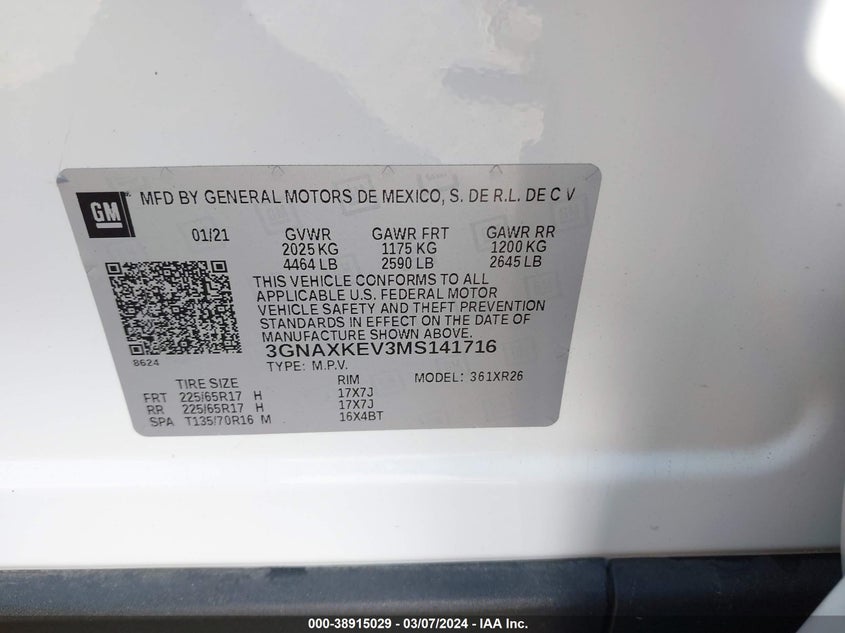 GM
MFD BY GENERAL MOTORS DE MEXICO, S. DE R.L. DE C V
01/21 GVWR GAWR FRT GAWR RR
2025 KG 1175 KG 1200 KG
4464 LB 2590 LB 2645 LB
THIS VEHICLE CONFORMS TO ALL
APPLICABLE U.S. FEDERAL MOTOR
VEHICLE SAFETY AND THEFT PREVENTION
STANDARDS IN EFFECT ON THE DATE OF
MANUFACTURE SHOWN ABOVE.
8624
3GNAXKEV3MS141716
TYPE: M.P.V. MODEL: 361XR26
TIRE SIZE RIM
FRT 225/65R17 H 17X7J
RR 225/65R17 H 17X7J
SPA T135/70R16 M 16X4BT
000-38915029 - 03/07/2024 - IAA Inc.